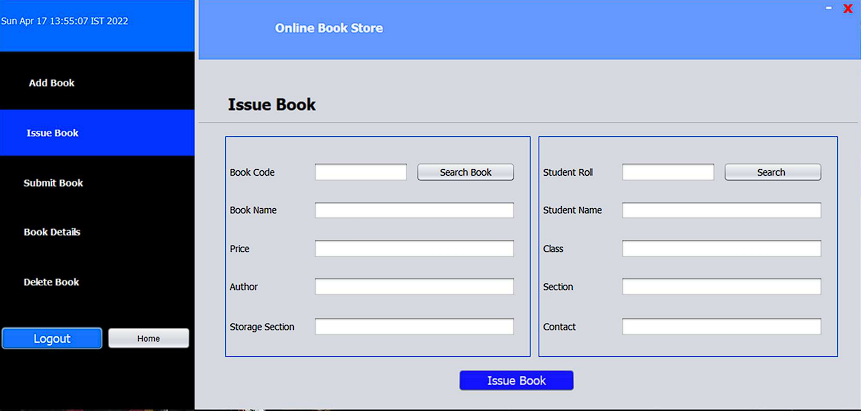 Sun Apr 17 13:55:07 IST 2022
Online Book Store
- X
Add Book
Issue Book
Submit Book
Book Details
Delete Book
Logout Home
Issue Book
Book Code Search Book
Book Name
Price
Author
Storage Section
Student Roll Search
Student Name
Class
Section
Contact
Issue Book